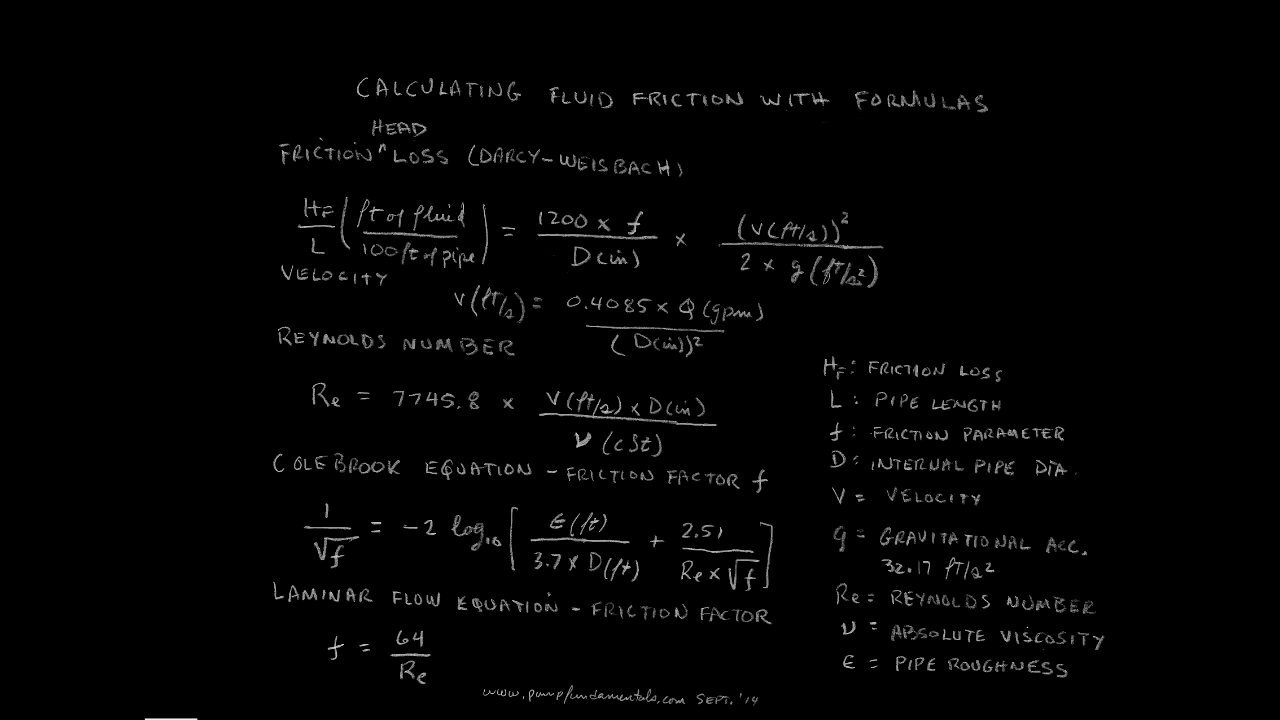 CALCULATING FLUID FRICTION WITH FORMULAS
HEAD
FRICTION ^ LOSS (DARCY-WEISBACH)
HF/L (ft of fluid / 100 ft of pipe) = 1200 x f / D(in) x (v(ft/s))² / 2 x g(ft/s²)
VELOCITY
v(ft/s) = 0.4085 x Q (gpm) / (D(in))²
REYNOLDS NUMBER
Re = 7745.8 x V(ft/s) x D(in) / ν (cSt)
COLEBROOK EQUATION - FRICTION FACTOR f
1/√f = -2 log₁₀ [ ε(ft) / 3.7 x D(ft) + 2.51 / Re x √f ]
LAMINAR FLOW EQUATION - FRICTION FACTOR
f = 64 / Re
HF: FRICTION LOSS
L: PIPE LENGTH
f: FRICTION PARAMETER
D: INTERNAL PIPE DIA.
V = VELOCITY
g = GRAVITATIONAL ACC.
32.17 ft/s²
Re = REYNOLDS NUMBER
ν = ABSOLUTE VISCOSITY
ε = PIPE ROUGHNESS
www.pumpfundamentals.com SEPT. '14